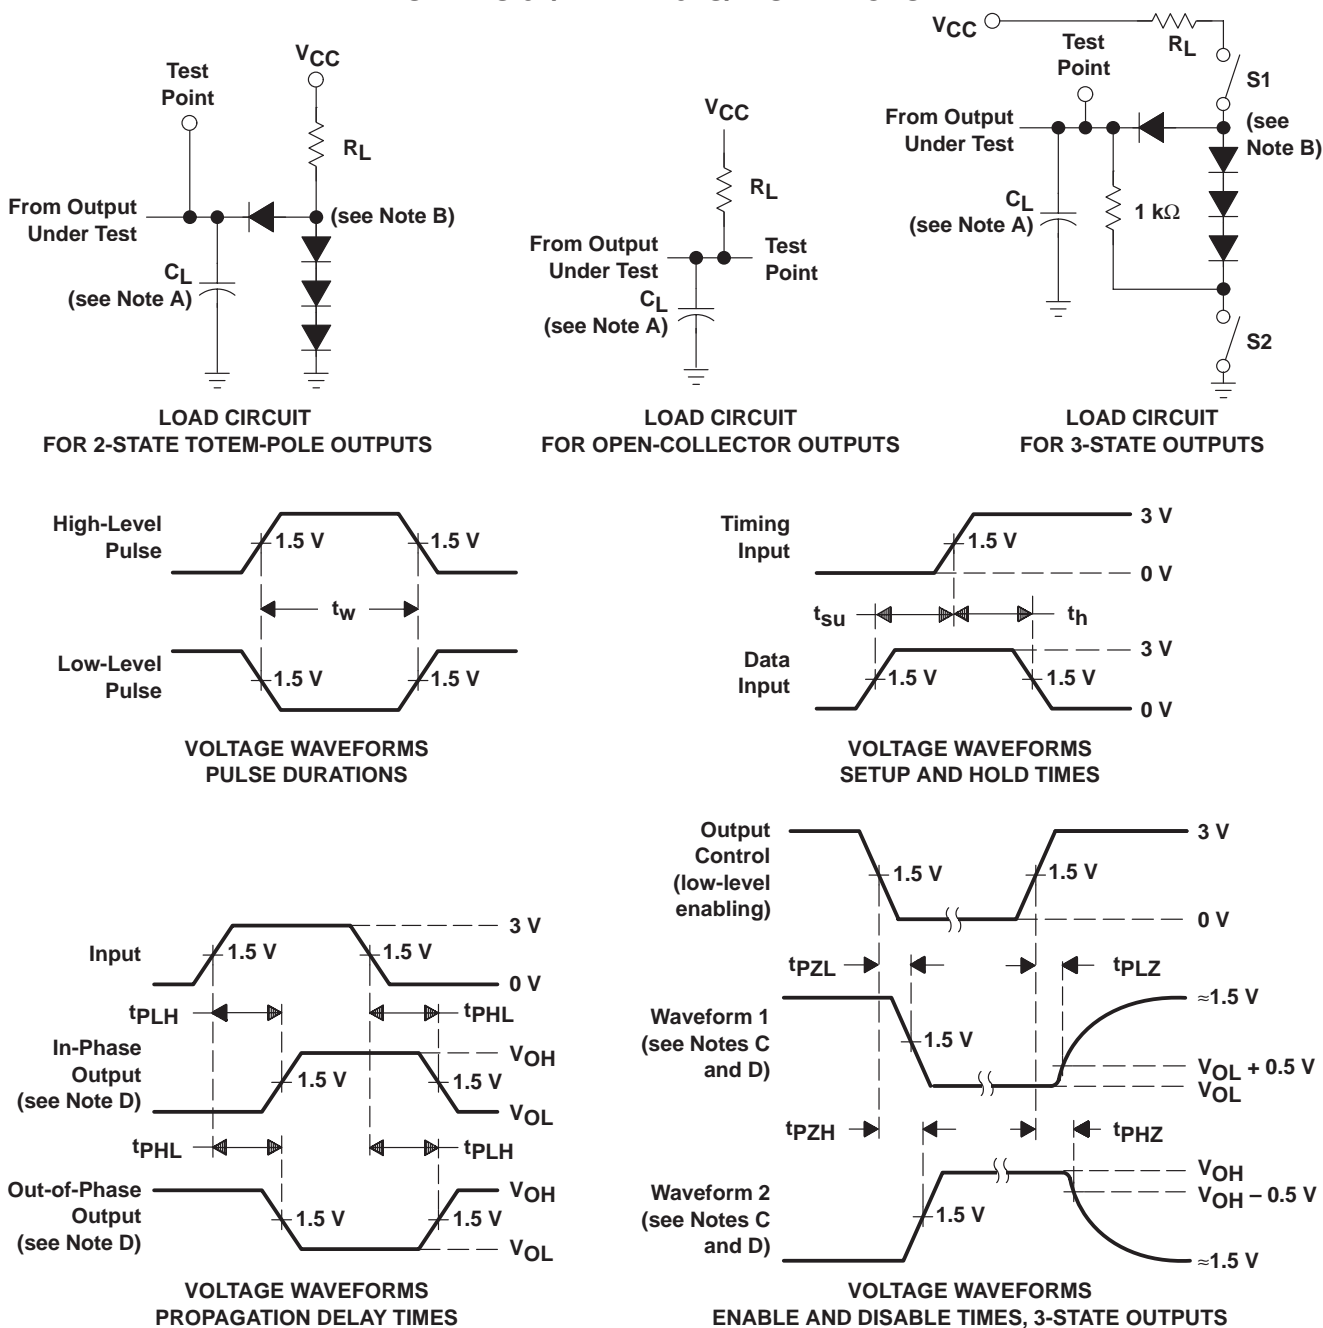 VCC
RL
S1
Test
Point
From Output
Under Test
(see
Note B)
CL
(see Note A)
1 kΩ
S2
LOAD CIRCUIT
FOR 3-STATE OUTPUTS
Test
Point
VCC
RL
From Output
Under Test
(see Note B)
CL
(see Note A)
LOAD CIRCUIT
FOR 2-STATE TOTEM-POLE OUTPUTS
VCC
RL
From Output
Under Test
Test
Point
CL
(see Note A)
LOAD CIRCUIT
FOR OPEN-COLLECTOR OUTPUTS
High-Level
Pulse
1.5 V
1.5 V
tw
Low-Level
Pulse
1.5 V
1.5 V
VOLTAGE WAVEFORMS
PULSE DURATIONS
Timing
Input
1.5 V
3 V
0 V
tsu
th
Data
Input
1.5 V
1.5 V
3 V
0 V
VOLTAGE WAVEFORMS
SETUP AND HOLD TIMES
Input
1.5 V
1.5 V
3 V
0 V
tPLH
tPHL
In-Phase
Output
(see Note D)
1.5 V
1.5 V
VOH
VOL
tPHL
tPLH
Out-of-Phase
Output
(see Note D)
1.5 V
1.5 V
VOH
VOL
VOLTAGE WAVEFORMS
PROPAGATION DELAY TIMES
Output
Control
(low-level
enabling)
1.5 V
1.5 V
3 V
0 V
tPZL
tPLZ
Waveform 1
(see Notes C
and D)
1.5 V
≈1.5 V
VOL + 0.5 V
VOL
tPZH
tPHZ
Waveform 2
(see Notes C
and D)
1.5 V
VOH
VOH – 0.5 V
≈1.5 V
VOLTAGE WAVEFORMS
ENABLE AND DISABLE TIMES, 3-STATE OUTPUTS